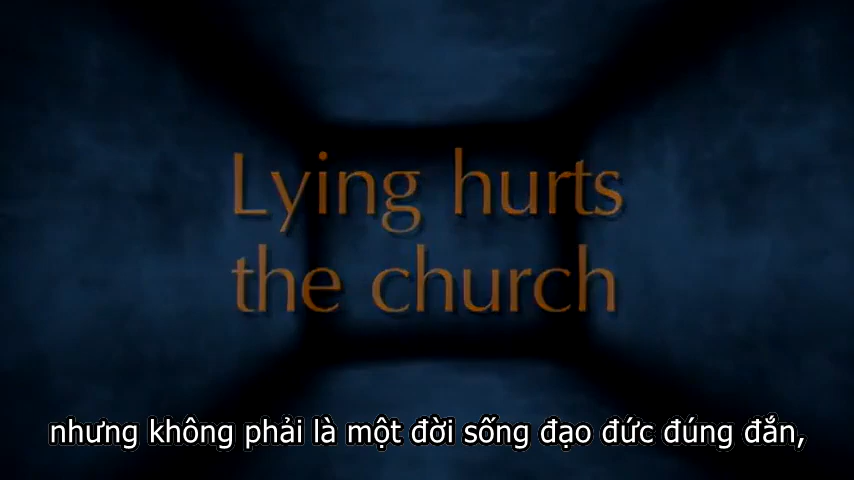 Lying hurts
the church
nhưng không phải là một đời sống đạo đức đúng đắn,